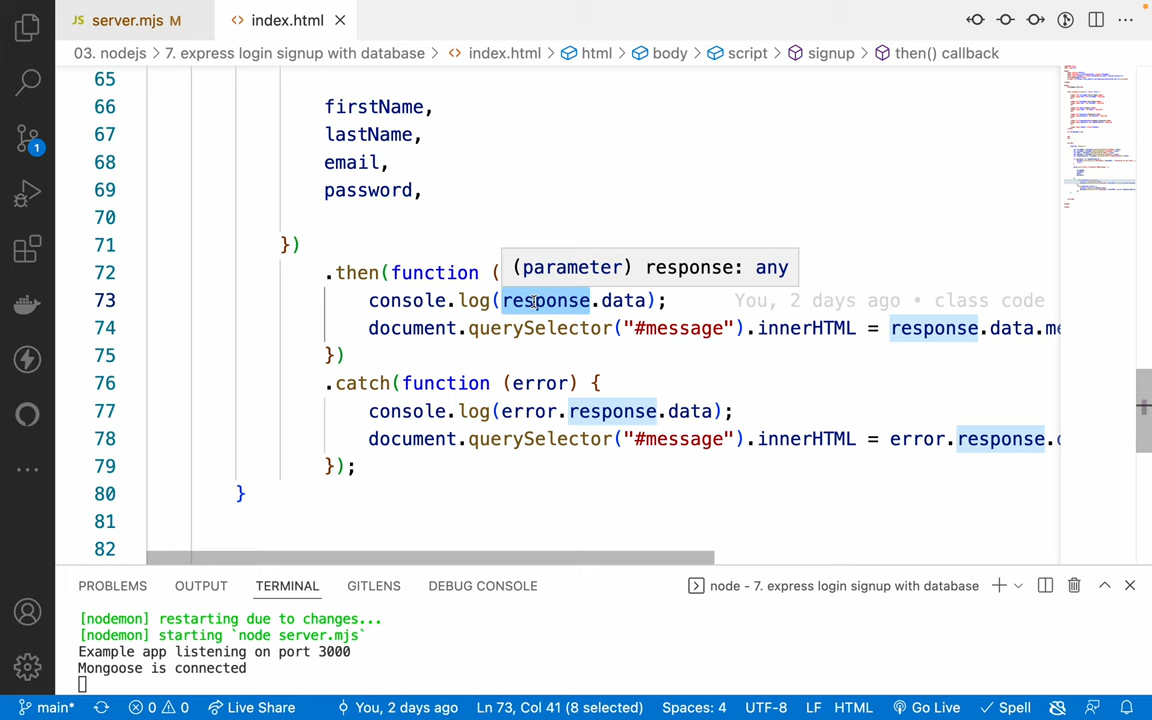 JS server.mjs M
<> index.html ×
03. nodejs > 7. express login signup with database > <> index.html > html > body > script > signup > then() callback
65
66 firstName,
67 lastName,
68 email,
69 password,
70
71 })
72 .then(function (
(parameter) response: any
73 console.log(response.data); You, 2 days ago • class code
74 document.querySelector("#message").innerHTML = response.data.me
75 })
76 .catch(function (error) {
77 console.log(error.response.data);
78 document.querySelector("#message").innerHTML = error.response.
79 });
80 }
81
82
1
PROBLEMS OUTPUT TERMINAL GITLENS DEBUG CONSOLE
node - 7. express login signup with database
[nodemon] restarting due to changes...
[nodemon] starting `node server.mjs`
Example app listening on port 3000
Mongoose is connected
main* 0 0 Live Share You, 2 days ago Ln 73, Col 41 (8 selected) Spaces: 4 UTF-8 LF HTML Go Live Spell